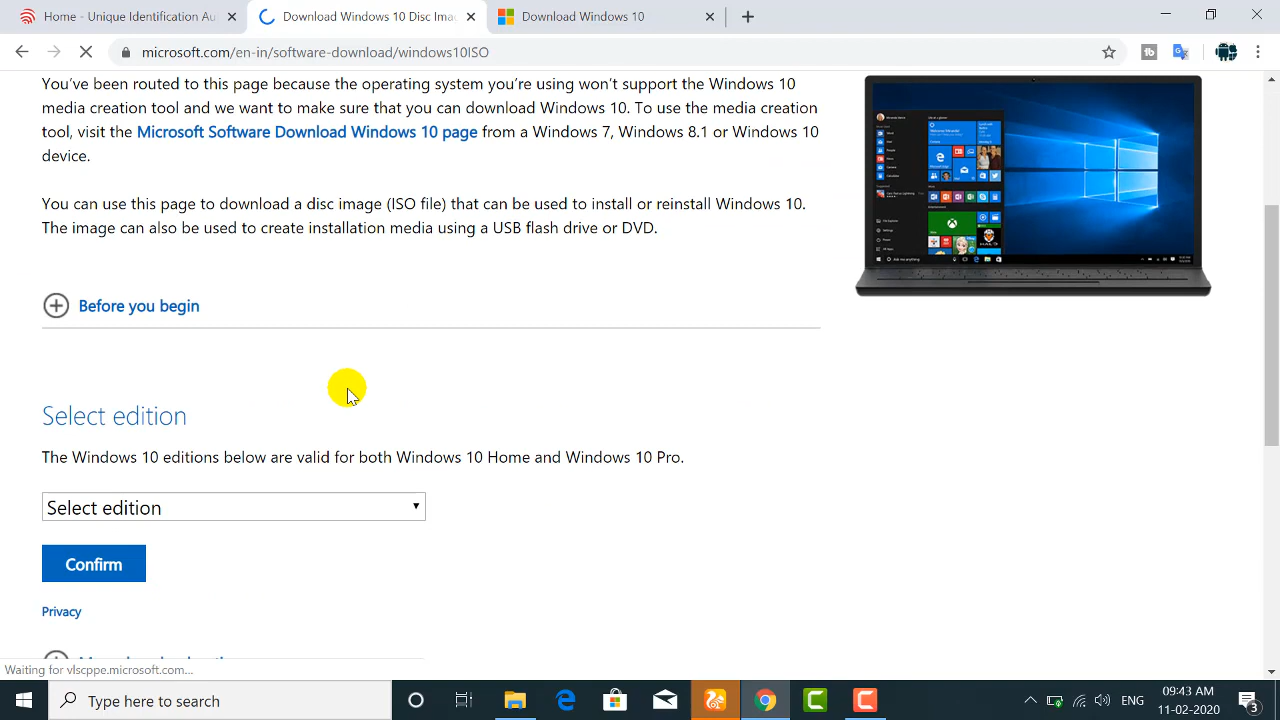 Home - Unique Identification Aut
Download Windows 10 Disc Imag
Download Windows 10
microsoft.com/en-in/software-download/windows10ISO
You've been routed to this page because the operating system you're using won't support the Windows 10
media creation tool and we want to make sure that you can download Windows 10. To use the media creation
tool, visit the Microsoft Software Download Windows 10 page from a Windows 7, Windows 8.1 or Windows 10
device.
You can use this page to download a disc image (ISO file) that can be used to install or reinstall Windows 10.
The image can also be used to create installation media using a USB flash drive or DVD.
Before you begin
Select edition
The Windows 10 editions below are valid for both Windows 10 Home and Windows 10 Pro.
Select edition
Confirm
Privacy
Waiting for vlscppe.microsoft.com...
Type here to search
ENG
09:43 AM
11-02-2020
3